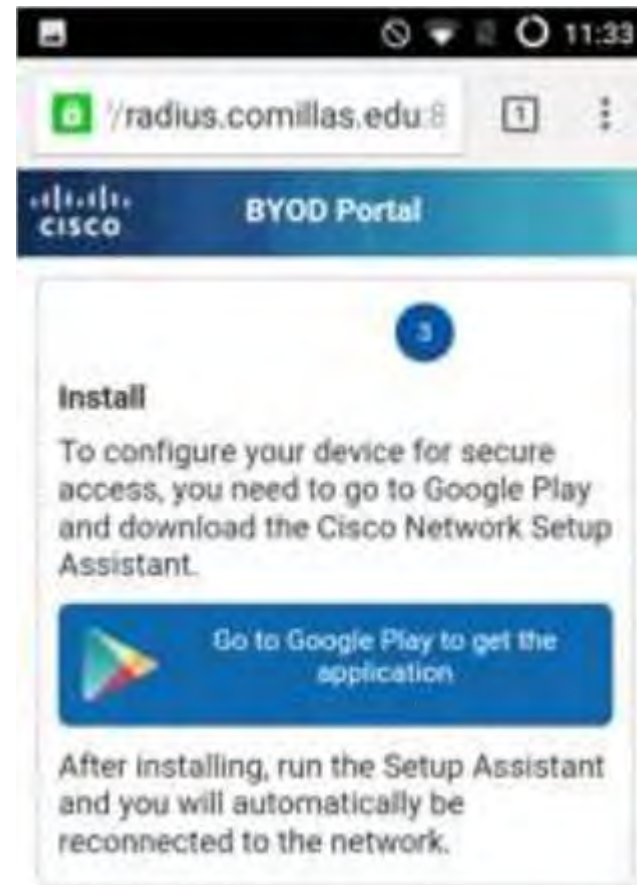 11:33
/radius.comillas.edu:8
1
CISCO
BYOD Portal
3
Install
To configure your device for secure
access, you need to go to Google Play
and download the Cisco Network Setup
Assistant.
Go to Google Play to get the
application
After installing, run the Setup Assistant
and you will automatically be
reconnected to the network.